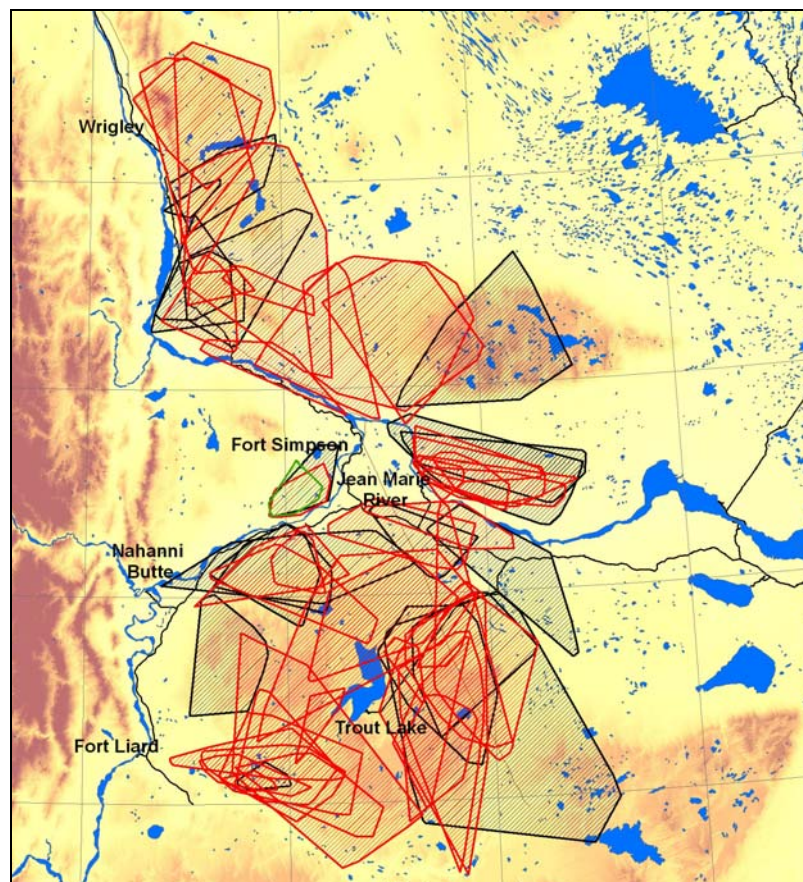 Wrigley
Fort Simpson
Jean Marie
River
Nahanni
Butte
Trout Lake
Fort Liard